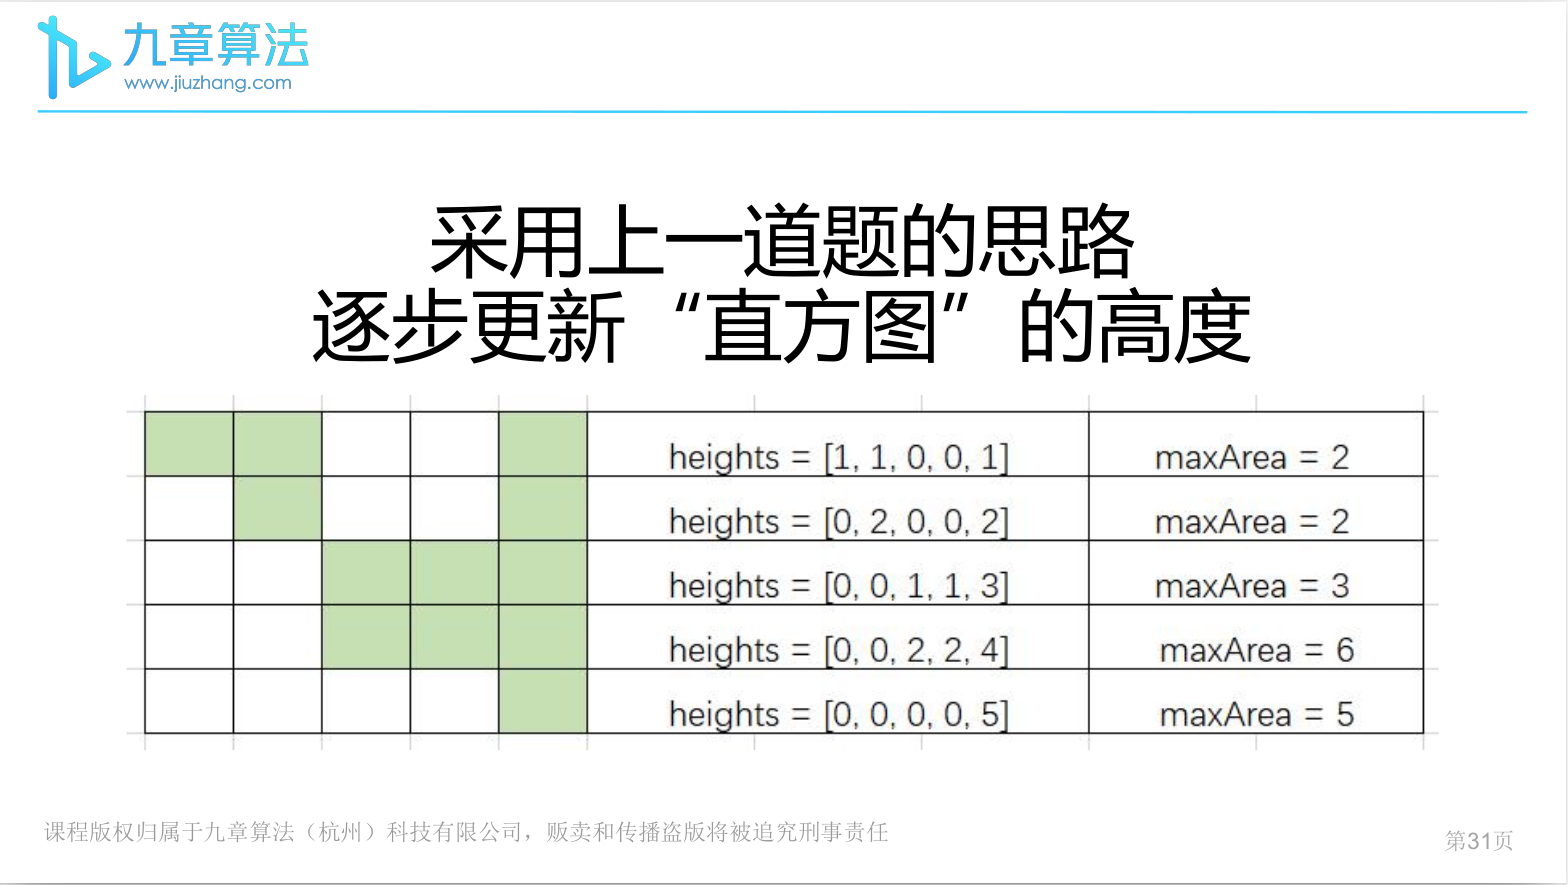 九章算法
www.jiuzhang.com
采用上一道题的思路
逐步更新“直方图”的高度
heights = [1, 1, 0, 0, 1] maxArea = 2
heights = [0, 2, 0, 0, 2] maxArea = 2
heights = [0, 0, 1, 1, 3] maxArea = 3
heights = [0, 0, 2, 2, 4] maxArea = 6
heights = [0, 0, 0, 0, 5] maxArea = 5
课程版权归属于九章算法（杭州）科技有限公司，贩卖和传播盗版将被追究刑事责任
第31页